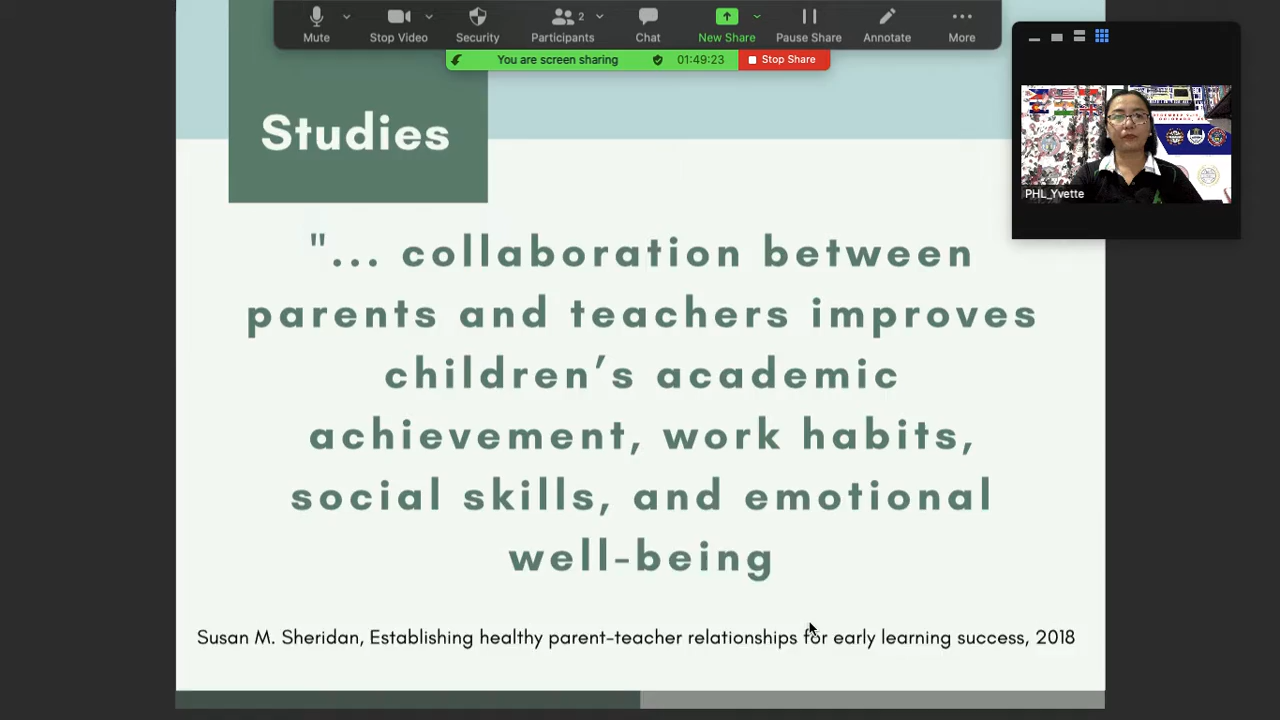 Mute
Stop Video
Security
2
Participants
Chat
New Share
Pause Share
Annotate
More
You are screen sharing
01:49:23
Stop Share
PHL_Yvette
Studies
"... collaboration between
parents and teachers improves
children’s academic
achievement, work habits,
social skills, and emotional
well-being
Susan M. Sheridan, Establishing healthy parent-teacher relationships for early learning success, 2018